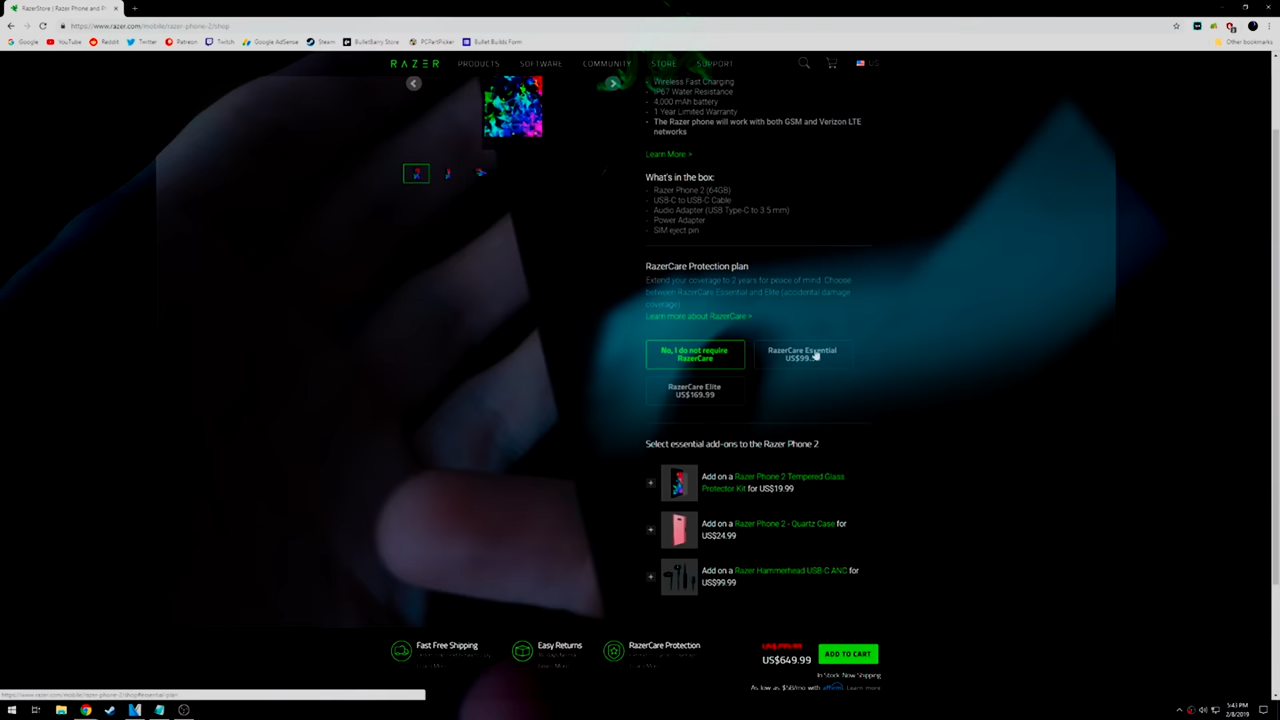 RazerStore | Razer Phone and P
https://www.razer.com/mobile/razer-phone-2/shop
Google YouTube Reddit Twitter Patreon Twitch Google AdSense Steam BulletBarry Store PCPartPicker Bullet Builds Form Other bookmarks
RAZER PRODUCTS SOFTWARE COMMUNITY STORE SUPPORT US
- Wireless Fast Charging
- IP67 Water Resistance
- 4,000 mAh battery
- 1 Year Limited Warranty
- The Razer phone will work with both GSM and Verizon LTE
networks
Learn More >
What's in the box:
- Razer Phone 2 (64GB)
- USB-C to USB-C Cable
- Audio Adapter (USB Type-C to 3.5 mm)
- Power Adapter
- SIM eject pin
RazerCare Protection plan
Extend your coverage to 2 years for peace of mind. Choose
between RazerCare Essential and Elite (accidental damage
coverage)
Learn more about RazerCare >
No, I do not require
RazerCare
RazerCare Essential
US$99.
RazerCare Elite
US$169.99
Select essential add-ons to the Razer Phone 2
+ Add on a Razer Phone 2 Tempered Glass
Protector Kit for US$19.99
+ Add on a Razer Phone 2 - Quartz Case for
US$24.99
+ Add on a Razer Hammerhead USB-C ANC for
US$99.99
Fast Free Shipping
Easy Returns
RazerCare Protection
US$649.99
ADD TO CART
In Stock. Now Shipping.
As low as $58/mo with affirm. Learn more
https://www.razer.com/mobile/razer-phone-2/shop#essential-plan
5:43 PM
2/8/2019